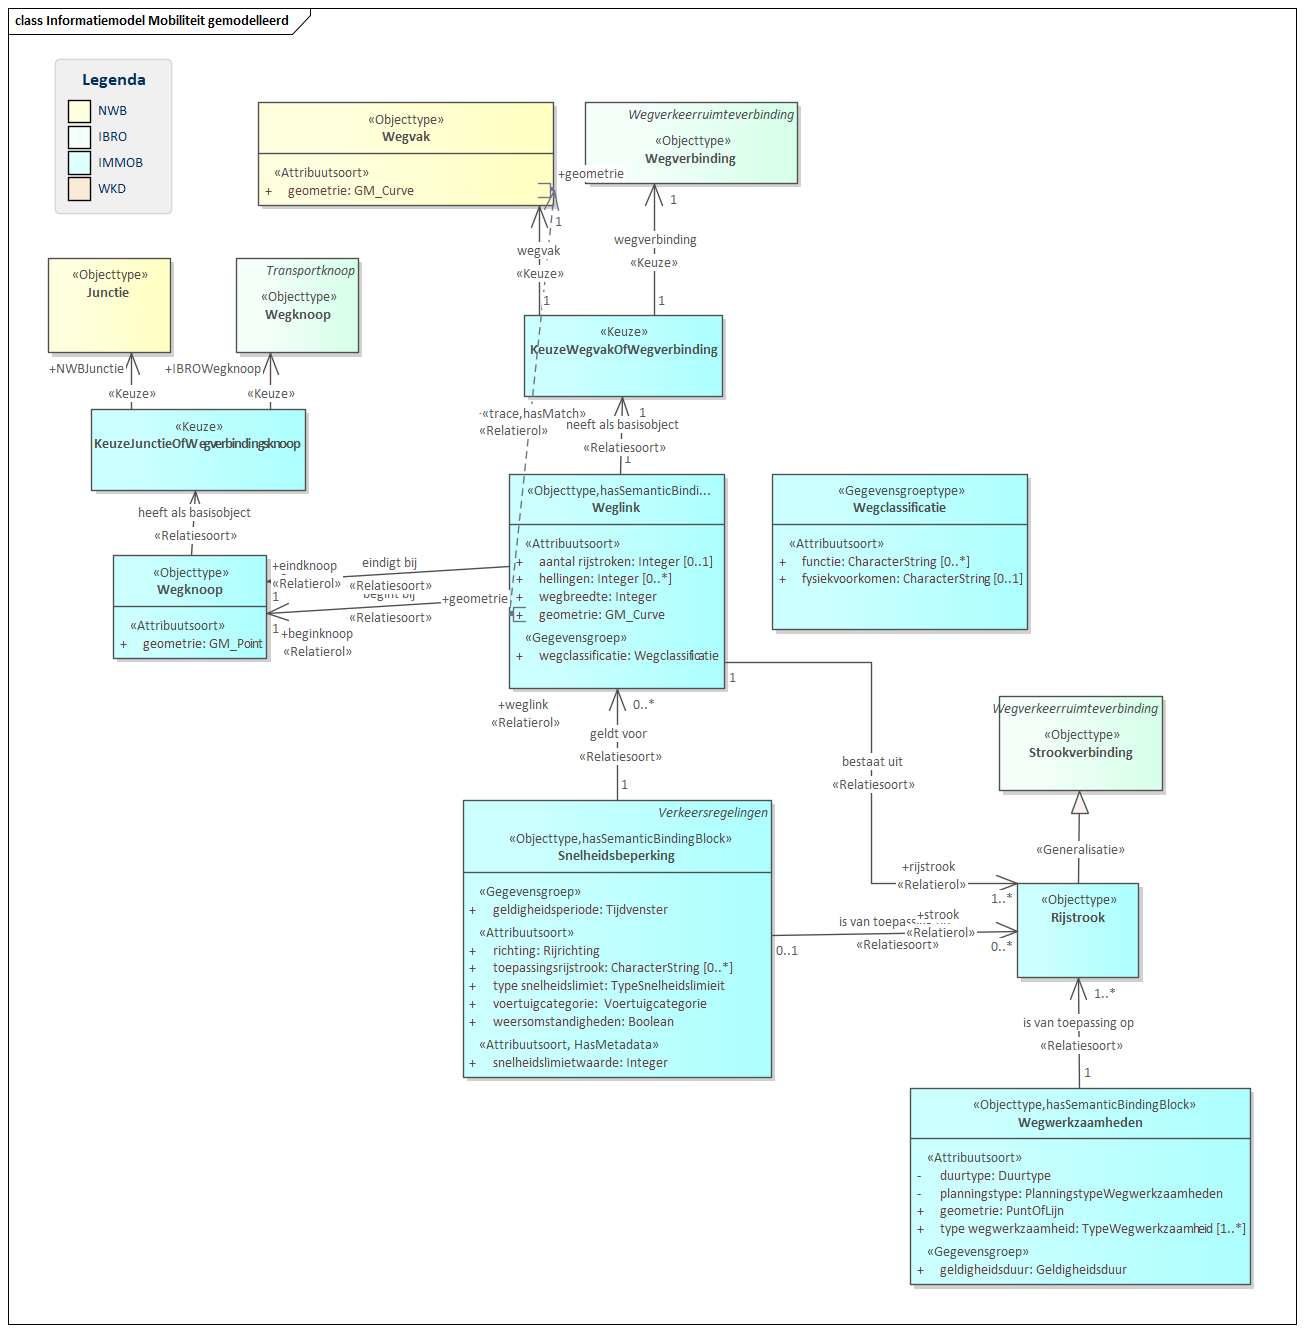 class Informatiemodel Mobiliteit gemodelleerd
Legenda
NWB
IBRO
IMMOB
WKD
«Objecttype»
Wegvak
«Attribuutsoort»
+ geometrie: GM_Curve
Wegverkeerruimteverbinding
«Objecttype»
Wegverbinding
+geometrie
1
1
wegvak
«Keuze»
1
wegverbinding
«Keuze»
1
«Objecttype»
Junctie
Transportknoop
«Objecttype»
Wegknoop
+NWBJunctie
«Keuze»
+IBROWegknoop
«Keuze»
«Keuze»
KeuzeWegvakOfWegverbinding
«Keuze»
KeuzeJunctieOfWegverbindingsknoop
«trace,hasMatch»
«Relatierol»
1
heeft als basisobject
«Relatiesoort»
1
heeft als basisobject
«Relatiesoort»
«Objecttype,hasSemanticBindi...
Weglink
«Attribuutsoort»
+ aantal rijstroken: Integer [0..1]
+ hellingen: Integer [0..*]
+ wegbreedte: Integer
+ geometrie: GM_Curve
«Gegevensgroep»
+ wegclassificatie: Wegclassificatie
«Gegevensgroeptype»
Wegclassificatie
«Attribuutsoort»
+ functie: CharacterString [0..*]
+ fysiekvoorkomen: CharacterString [0..1]
«Objecttype»
Wegknoop
«Attribuutsoort»
+ geometrie: GM_Point
+eindknoop
«Relatierol»
1
eindigt bij
«Relatiesoort»
begint bij
«Relatiesoort»
+geometrie
1
+beginknoop
«Relatierol»
+weglink
«Relatierol»
0..*
geldt voor
«Relatiesoort»
1
1
bestaat uit
«Relatiesoort»
+rijstrook
«Relatierol»
1..*
Wegverkeerruimteverbinding
«Objecttype»
Strookverbinding
«Generalisatie»
Verkeersregelingen
«Objecttype,hasSemanticBindingBlock»
Snelheidsbeperking
«Gegevensgroep»
+ geldigheidsperiode: Tijdvenster
«Attribuutsoort»
+ richting: Rijrichting
+ toepassingsrijstrook: CharacterString [0..*]
+ type snelheidslimiet: TypeSnelheidslimieit
+ voertuigcategorie: Voertuigcategorie
+ weersomstandigheden: Boolean
«Attribuutsoort, HasMetadata»
+ snelheidslimietwaarde: Integer
«Objecttype»
Rijstrook
is van toepassing
+strook
«Relatierol»
«Relatiesoort»
0..1
0..*
1..*
is van toepassing op
«Relatiesoort»
1
«Objecttype,hasSemanticBindingBlock»
Wegwerkzaamheden
«Attribuutsoort»
- duurtype: Duurtype
- planningstype: PlanningstypeWegwerkzaamheden
+ geometrie: PuntOfLijn
+ type wegwerkzaamheid: TypeWegwerkzaamheid [1..*]
«Gegevensgroep»
+ geldigheidsduur: Geldigheidsduur